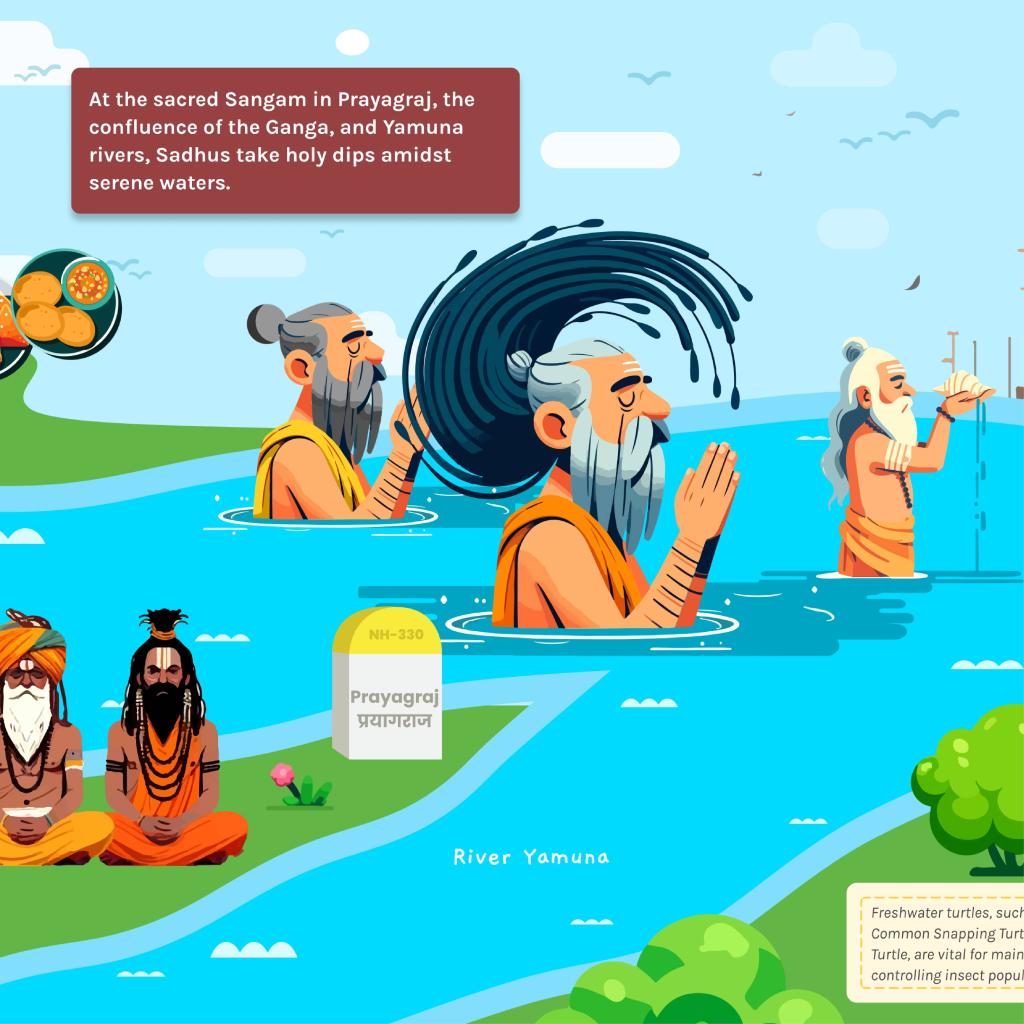 At the sacred Sangam in Prayagraj, the
confluence of the Ganga, and Yamuna
rivers, Sadhus take holy dips amidst
serene waters.
NH-330
Prayagraj
प्रयागराज
River Yamuna
Freshwater turtles, such
Common Snapping Turt
Turtle, are vital for main
controlling insect popul